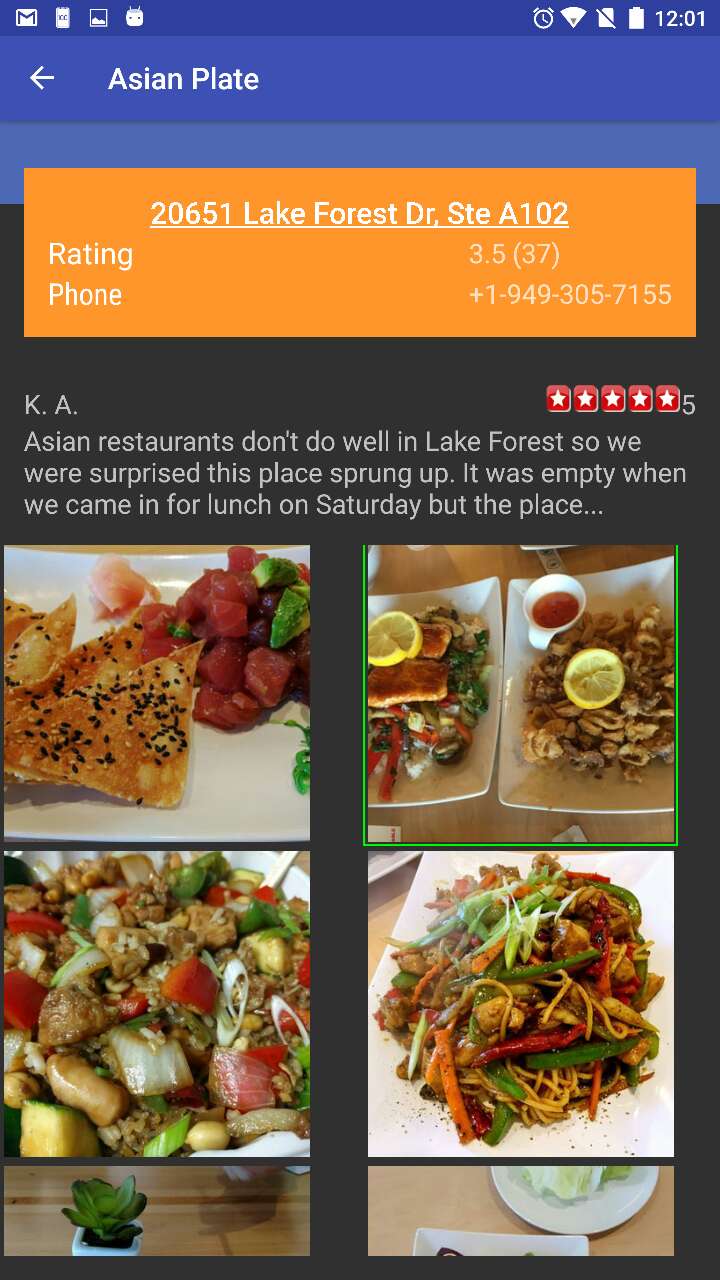 12:01
Asian Plate
20651 Lake Forest Dr, Ste A102
Rating 3.5 (37)
Phone +1-949-305-7155
K. A. 5
Asian restaurants don't do well in Lake Forest so we
were surprised this place sprung up. It was empty when
we came in for lunch on Saturday but the place...